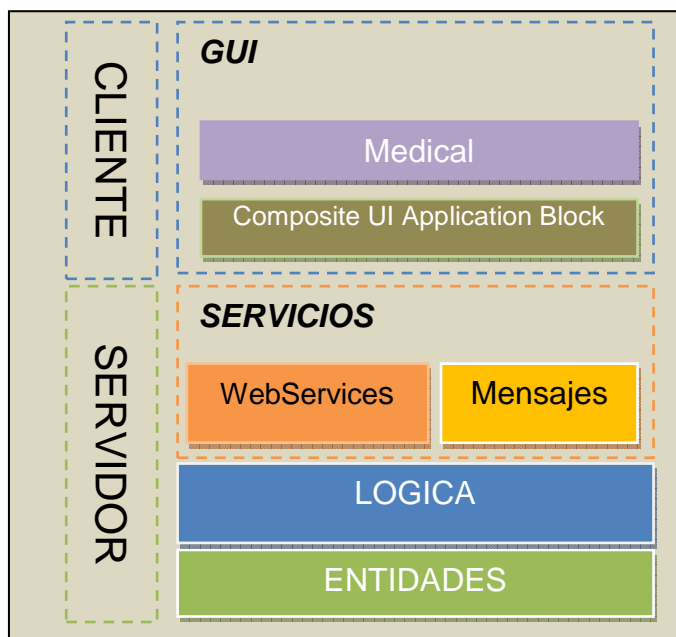 CLIENTE
GUI
Medical
Composite UI Application Block
SERVIDOR
SERVICIOS
WebServices
Mensajes
LOGICA
ENTIDADES